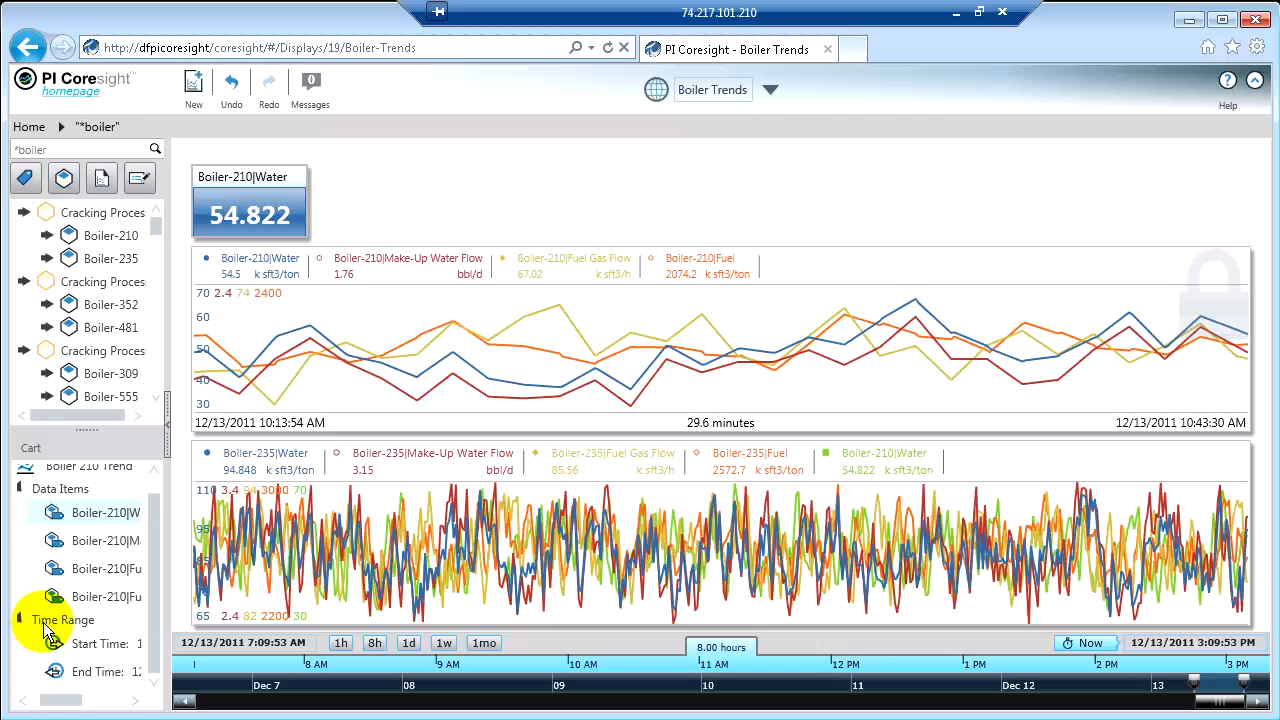 74.217.101.210
http://dfpicoresight/coresight/#/Displays/19/Boiler-Trends
PI Coresight - Boiler Trends
PI Coresight™
homepage
New
Undo
Redo
0
Messages
Boiler Trends
Help
Home
"*boiler"
*boiler
Cracking Proces
Boiler-210
Boiler-235
Cracking Proces
Boiler-352
Boiler-481
Cracking Proces
Boiler-309
Boiler-555
Cart
Boiler 210 Trend
Data Items
Boiler-210|W
Boiler-210|M
Boiler-210|Fu
Boiler-210|Fu
Time Range
Start Time: 1
End Time: 12
Boiler-210|Water
54.822
Boiler-210|Water Boiler-210|Make-Up Water Flow Boiler-210|Fuel Gas Flow Boiler-210|Fuel
54.5 k sft3/ton 1.76 bbl/d 67.02 k sft3/h 2074.2 k sft3/ton
70 2.4 74 2400
60
50
40
30
12/13/2011 10:13:54 AM 29.6 minutes 12/13/2011 10:43:30 AM
Boiler-235|Water Boiler-235|Make-Up Water Flow Boiler-235|Fuel Gas Flow Boiler-235|Fuel Boiler-210|Water
94.848 k sft3/ton 3.15 bbl/d 85.56 k sft3/h 2572.7 k sft3/ton 54.822 k sft3/ton
110 3.4 94 3000 70
95
85
65 2.4 82 2200 30
12/13/2011 7:09:53 AM 1h 8h 1d 1w 1mo 8.00 hours Now 12/13/2011 3:09:53 PM
8 AM 9 AM 10 AM 11 AM 12 PM 1 PM 2 PM 3 PM
Dec 7 08 09 10 11 Dec 12 13